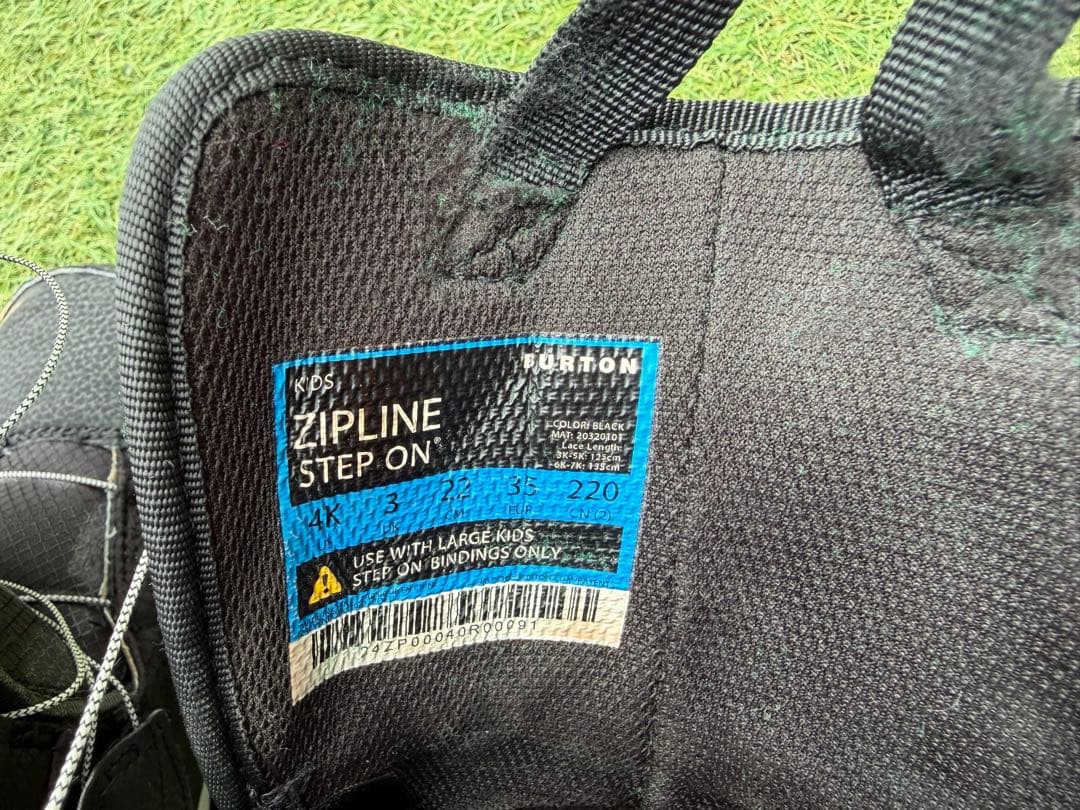 KIDS
BURTON
ZIPLINE
STEP ON®
COLOR: BLACK
MAT: 20320101
Lace Length:
3K-5K: 125cm
6K-7K: 135cm
4K 3 22 35 220
US UK CM EUR CN (2)
USE WITH LARGE KIDS
STEP ON® BINDINGS ONLY
24ZP00040R00091